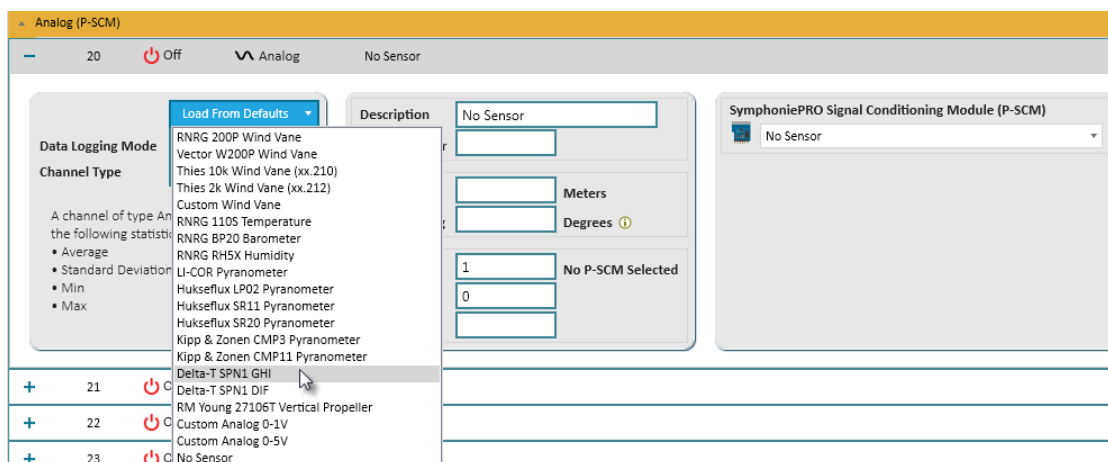 Analog (P-SCM)
20 Off Analog No Sensor
Load From Defaults
RNRG 200P Wind Vane
Vector W200P Wind Vane
Thies 10k Wind Vane (xx.210)
Thies 2k Wind Vane (xx.212)
Custom Wind Vane
RNRG 110S Temperature
RNRG BP20 Barometer
RNRG RH5X Humidity
LI-COR Pyranometer
Hukseflux LP02 Pyranometer
Hukseflux SR11 Pyranometer
Hukseflux SR20 Pyranometer
Kipp & Zonen CMP3 Pyranometer
Kipp & Zonen CMP11 Pyranometer
Delta-T SPN1 GHI
Delta-T SPN1 DIF
RM Young 27106T Vertical Propeller
Custom Analog 0-1V
Custom Analog 0-5V
No Sensor
Data Logging Mode
Channel Type
A channel of type An
the following statistic
• Average
• Standard Deviation
• Min
• Max
Description No Sensor
r
Meters
g Degrees
1 No P-SCM Selected
0
SymphoniePRO Signal Conditioning Module (P-SCM)
No Sensor
21 O
22 O
23 O